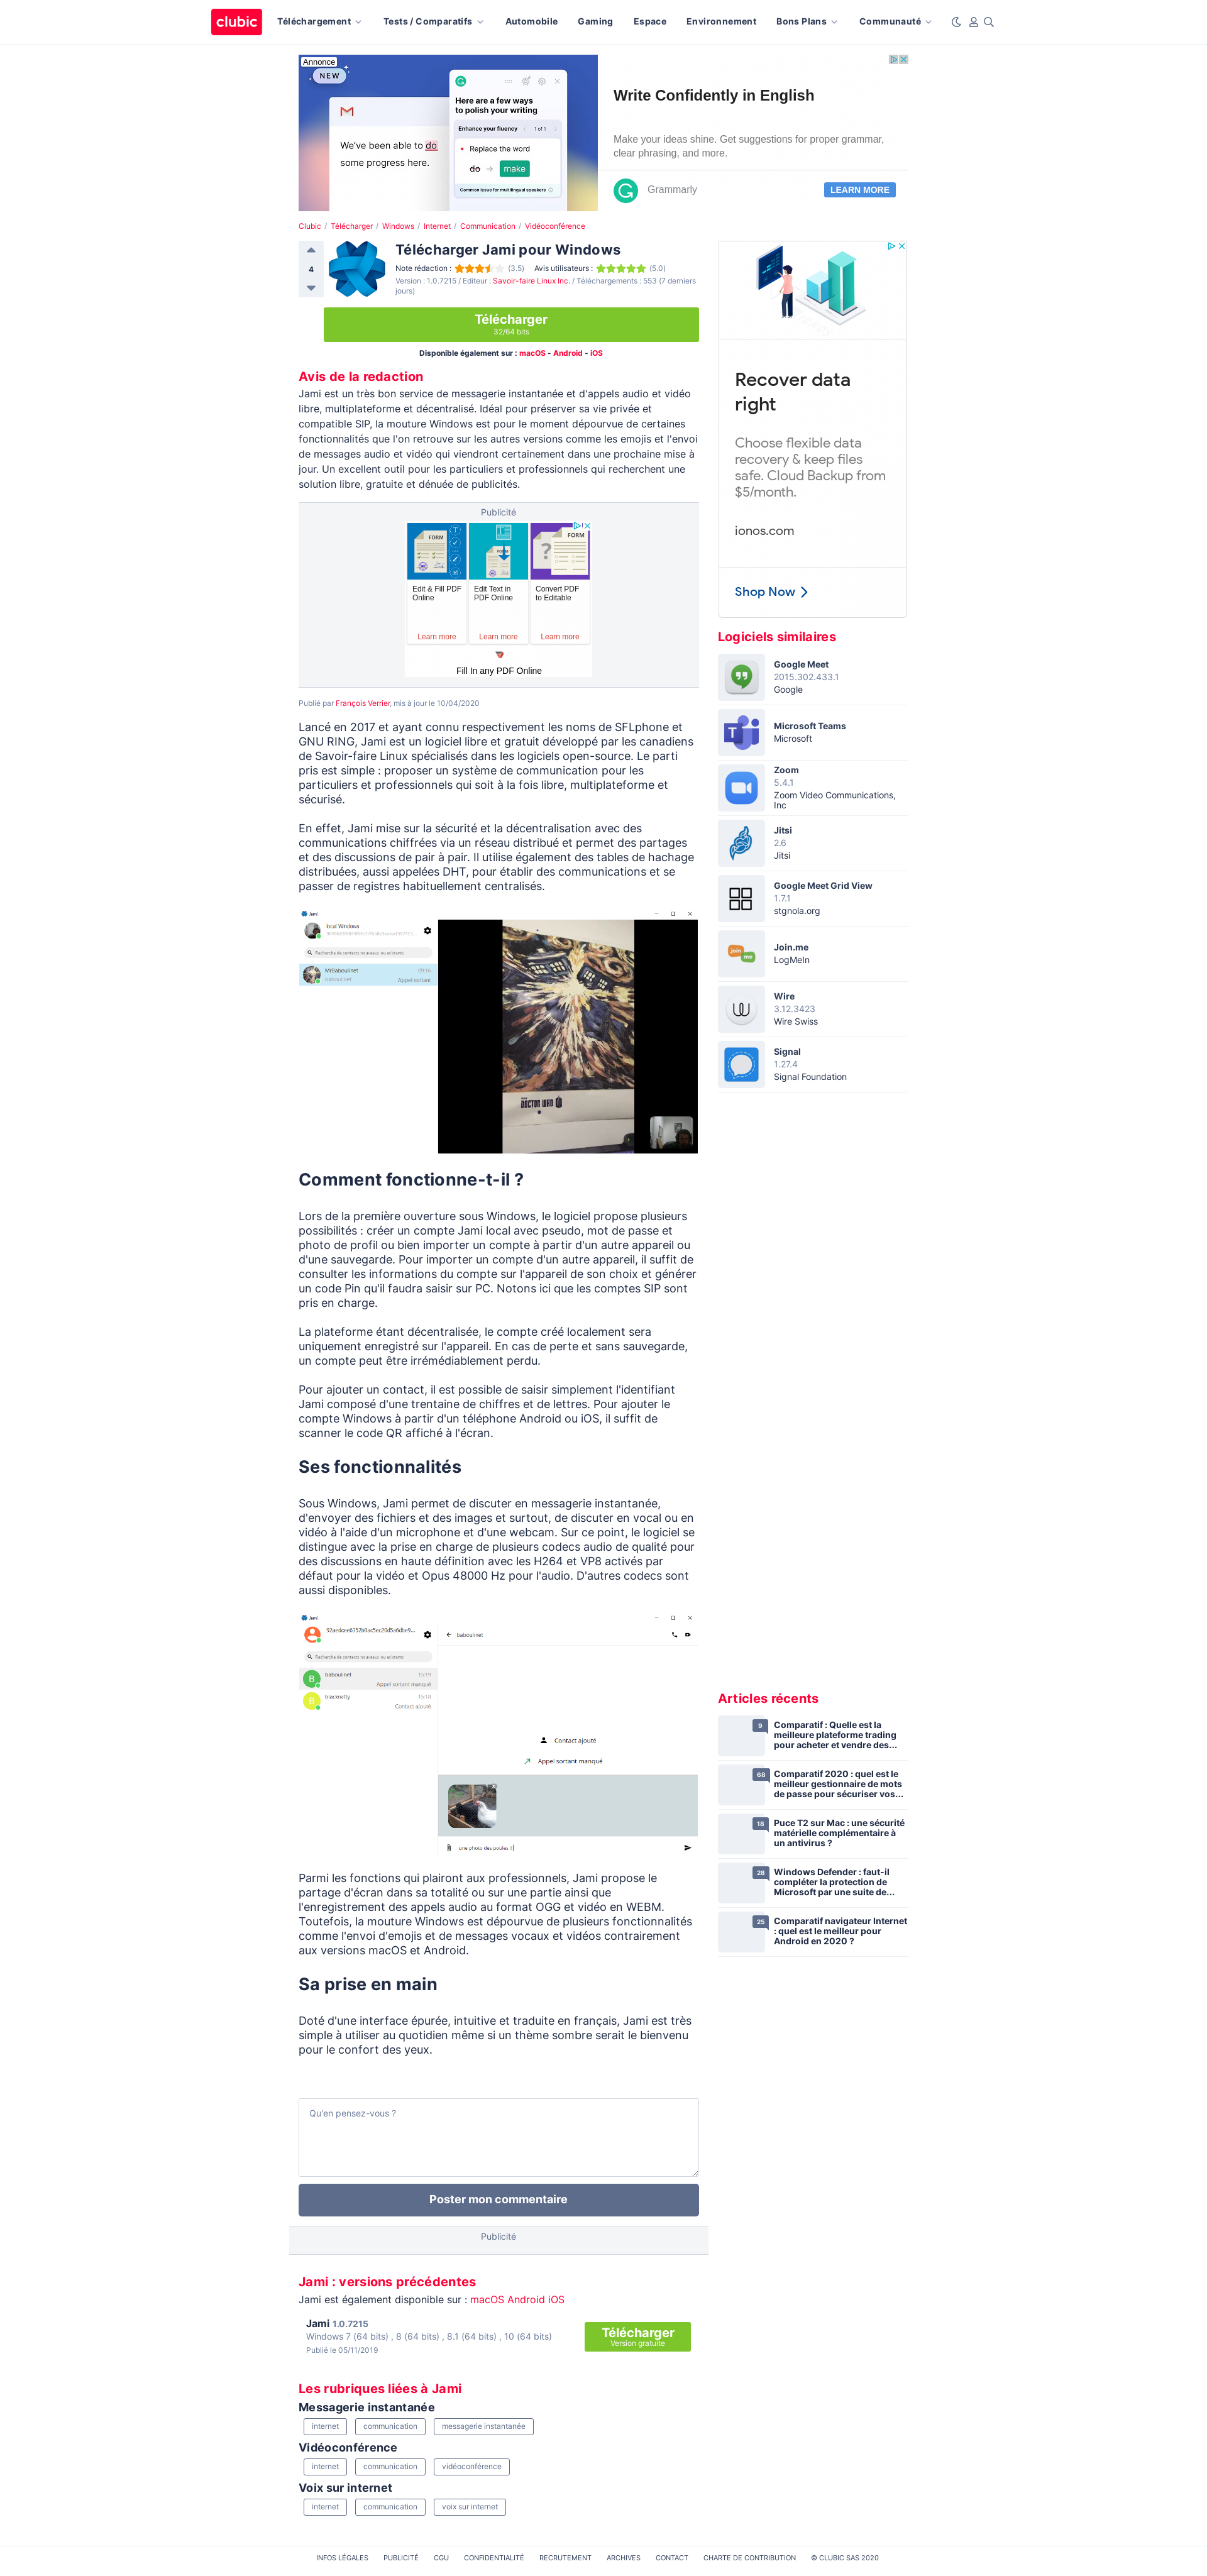 clubic
Téléchargement
Tests / Comparatifs
Automobile
Gaming
Espace
Environnement
Bons Plans
Communauté
Annonce
NEW
We've been able to do
some progress here.
Here are a few ways
to polish your writing
Enhance your fluency
1 of 1
Replace the word
do → make
Common issue for multilingual speakers
Write Confidently in English
Make your ideas shine. Get suggestions for proper grammar,
clear phrasing, and more.
Grammarly
LEARN MORE
Clubic / Télécharger / Windows / Internet / Communication / Vidéoconférence
4
Télécharger Jami pour Windows
Note rédaction : (3.5) Avis utilisateurs : (5.0)
Version : 1.0.7215 / Editeur : Savoir-faire Linux Inc. / Téléchargements : 553 (7 derniers
jours)
Télécharger
32/64 bits
Disponible également sur : macOS - Android - iOS
Avis de la redaction
Jami est un très bon service de messagerie instantanée et d'appels audio et vidéo
libre, multiplateforme et décentralisé. Idéal pour préserver sa vie privée et
compatible SIP, la mouture Windows est pour le moment dépourvue de certaines
fonctionnalités que l'on retrouve sur les autres versions comme les emojis et l'envoi
de messages audio et vidéo qui viendront certainement dans une prochaine mise à
jour. Un excellent outil pour les particuliers et professionnels qui recherchent une
solution libre, gratuite et dénuée de publicités.
Publicité
FORM
FORM
Edit & Fill PDF
Online
Learn more
Edit Text in
PDF Online
Learn more
Convert PDF
to Editable
Learn more
Fill In any PDF Online
Publié par François Verrier, mis à jour le 10/04/2020
Lancé en 2017 et ayant connu respectivement les noms de SFLphone et
GNU RING, Jami est un logiciel libre et gratuit développé par les canadiens
de Savoir-faire Linux spécialisés dans les logiciels open-source. Le parti
pris est simple : proposer un système de communication pour les
particuliers et professionnels qui soit à la fois libre, multiplateforme et
sécurisé.
En effet, Jami mise sur la sécurité et la décentralisation avec des
communications chiffrées via un réseau distribué et permet des partages
et des discussions de pair à pair. Il utilise également des tables de hachage
distribuées, aussi appelées DHT, pour établir des communications et se
passer de registres habituellement centralisés.
Jami
local Windows
Recherche de contacts nouveaux ou existants
MrBaboulinet
baboulinet
Appel sortant
DOCTOR WHO
Comment fonctionne-t-il ?
Lors de la première ouverture sous Windows, le logiciel propose plusieurs
possibilités : créer un compte Jami local avec pseudo, mot de passe et
photo de profil ou bien importer un compte à partir d'un autre appareil ou
d'une sauvegarde. Pour importer un compte d'un autre appareil, il suffit de
consulter les informations du compte sur l'appareil de son choix et générer
un code Pin qu'il faudra saisir sur PC. Notons ici que les comptes SIP sont
pris en charge.
La plateforme étant décentralisée, le compte créé localement sera
uniquement enregistré sur l'appareil. En cas de perte et sans sauvegarde,
un compte peut être irrémédiablement perdu.
Pour ajouter un contact, il est possible de saisir simplement l'identifiant
Jami composé d'une trentaine de chiffres et de lettres. Pour ajouter le
compte Windows à partir d'un téléphone Android ou iOS, il suffit de
scanner le code QR affiché à l'écran.
Ses fonctionnalités
Sous Windows, Jami permet de discuter en messagerie instantanée,
d'envoyer des fichiers et des images et surtout, de discuter en vocal ou en
vidéo à l'aide d'un microphone et d'une webcam. Sur ce point, le logiciel se
distingue avec la prise en charge de plusieurs codecs audio de qualité pour
des discussions en haute définition avec les H264 et VP8 activés par
défaut pour la vidéo et Opus 48000 Hz pour l'audio. D'autres codecs sont
aussi disponibles.
Jami
Recherche de contacts nouveaux ou existants
B
baboulinet
15:19
Appel sortant manqué
B
blacknelly
15:18
Contact ajouté
baboulinet
Contact ajouté
Appel sortant manqué
une photo des poules !|
Parmi les fonctions qui plairont aux professionnels, Jami propose le
partage d'écran dans sa totalité ou sur une partie ainsi que
l'enregistrement des appels audio au format OGG et vidéo en WEBM.
Toutefois, la mouture Windows est dépourvue de plusieurs fonctionnalités
comme l'envoi d'emojis et de messages vocaux et vidéos contrairement
aux versions macOS et Android.
Sa prise en main
Doté d'une interface épurée, intuitive et traduite en français, Jami est très
simple à utiliser au quotidien même si un thème sombre serait le bienvenu
pour le confort des yeux.
Qu'en pensez-vous ?
Poster mon commentaire
Publicité
Jami : versions précédentes
Jami est également disponible sur : macOS Android iOS
Jami 1.0.7215
Windows 7 (64 bits) , 8 (64 bits) , 8.1 (64 bits) , 10 (64 bits)
Publié le 05/11/2019
Télécharger
Version gratuite
Les rubriques liées à Jami
Messagerie instantanée
internet
communication
messagerie instantanée
Vidéoconférence
internet
communication
vidéoconférence
Voix sur internet
internet
communication
voix sur internet
Recover data
right
Choose flexible data
recovery & keep files
safe. Cloud Backup from
$5/month.
ionos.com
Shop Now
Logiciels similaires
Google Meet
2015.302.433.1
Google
Microsoft Teams
Microsoft
Zoom
5.4.1
Zoom Video Communications,
Inc
Jitsi
2.6
Jitsi
Google Meet Grid View
1.7.1
stgnola.org
join
me
Join.me
LogMeIn
Wire
3.12.3423
Wire Swiss
Signal
1.27.4
Signal Foundation
Articles récents
9
Comparatif : Quelle est la
meilleure plateforme trading
pour acheter et vendre des...
68
Comparatif 2020 : quel est le
meilleur gestionnaire de mots
de passe pour sécuriser vos...
18
Puce T2 sur Mac : une sécurité
matérielle complémentaire à
un antivirus ?
28
Windows Defender : faut-il
compléter la protection de
Microsoft par une suite de...
25
Comparatif navigateur Internet
: quel est le meilleur pour
Android en 2020 ?
INFOS LÉGALES
PUBLICITÉ
CGU
CONFIDENTIALITÉ
RECRUTEMENT
ARCHIVES
CONTACT
CHARTE DE CONTRIBUTION
© CLUBIC SAS 2020